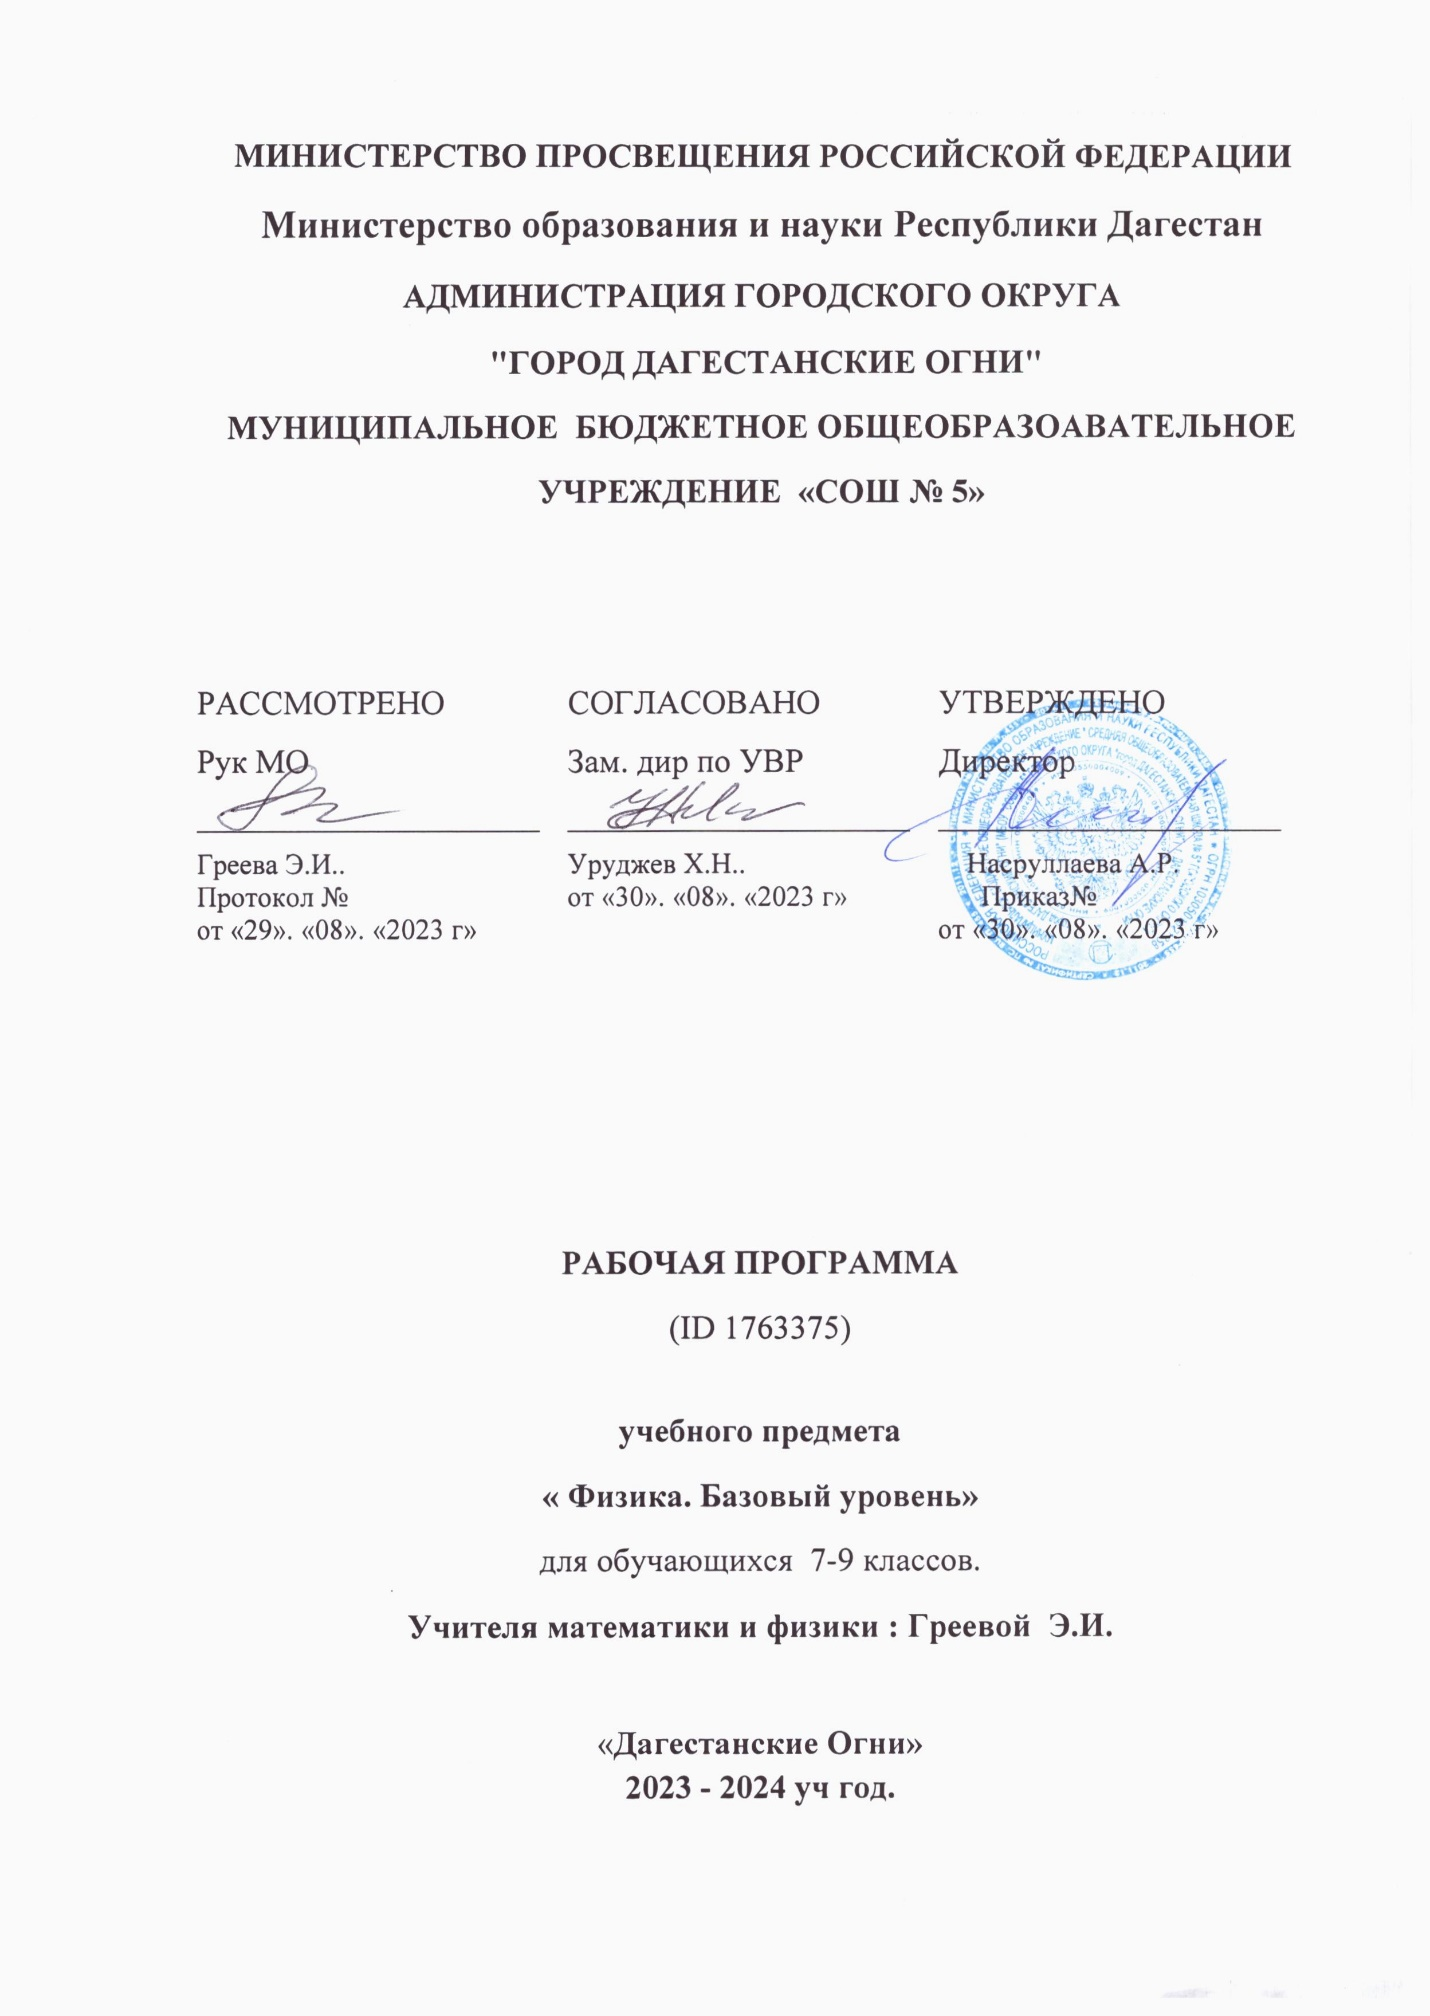 МИНИСТЕРСТВО ПРОСВЕЩЕНИЯ РОССИЙСКОЙ ФЕДЕРАЦИИ
Министерство образования и науки Республики Дагестан
АДМИНИСТРАЦИЯ ГОРОДСКОГО ОКРУГА
"ГОРОД ДАГЕСТАНСКИЕ ОГНИ"
МУНИЦИПАЛЬНОЕ БЮДЖЕТНОЕ ОБЩЕОБРАЗОАВАТЕЛЬНОЕ
УЧРЕЖДЕНИЕ «СОШ № 5»
РАССМОТРЕНО
Рук МО
Греева Э.И..
Протокол №
от «29». «08». «2023 г»
СОГЛАСОВАНО
Зам. дир по УВР
Уруджев Х.Н..
от «30». «08». «2023 г»
УТВЕРЖДЕНО
Директор
Насруллаева А.Р.
Приказ№
от «30». «08». «2023 г»
РАБОЧАЯ ПРОГРАММА
(ID 1763375)
учебного предмета
« Физика. Базовый уровень»
для обучающихся 7-9 классов.
Учителя математики и физики : Греевой Э.И.
«Дагестанские Огни»
2023 - 2024 уч год.